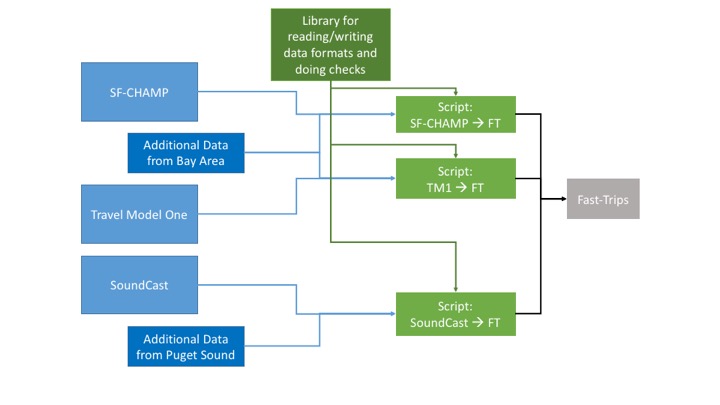 Library for
reading/writing
data formats and
doing checks
SF-CHAMP
Script:
SF-CHAMP → FT
Additional Data
from Bay Area
Script:
TM1 → FT
Travel Model One
Fast-Trips
SoundCast
Script:
SoundCast → FT
Additional Data
from Puget Sound